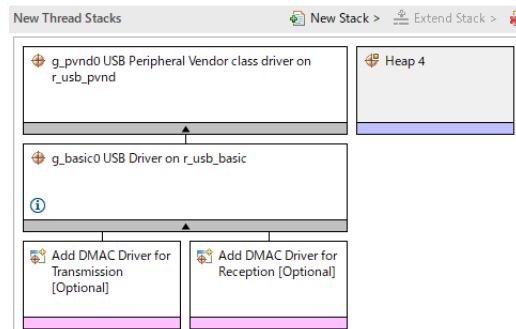 New Thread Stacks
New Stack >
Extend Stack >
g_pvnd0 USB Peripheral Vendor class driver on
r_usb_pvnd
Heap 4
g_basic0 USB Driver on r_usb_basic
Add DMAC Driver for
Transmission
[Optional]
Add DMAC Driver for
Reception [Optional]